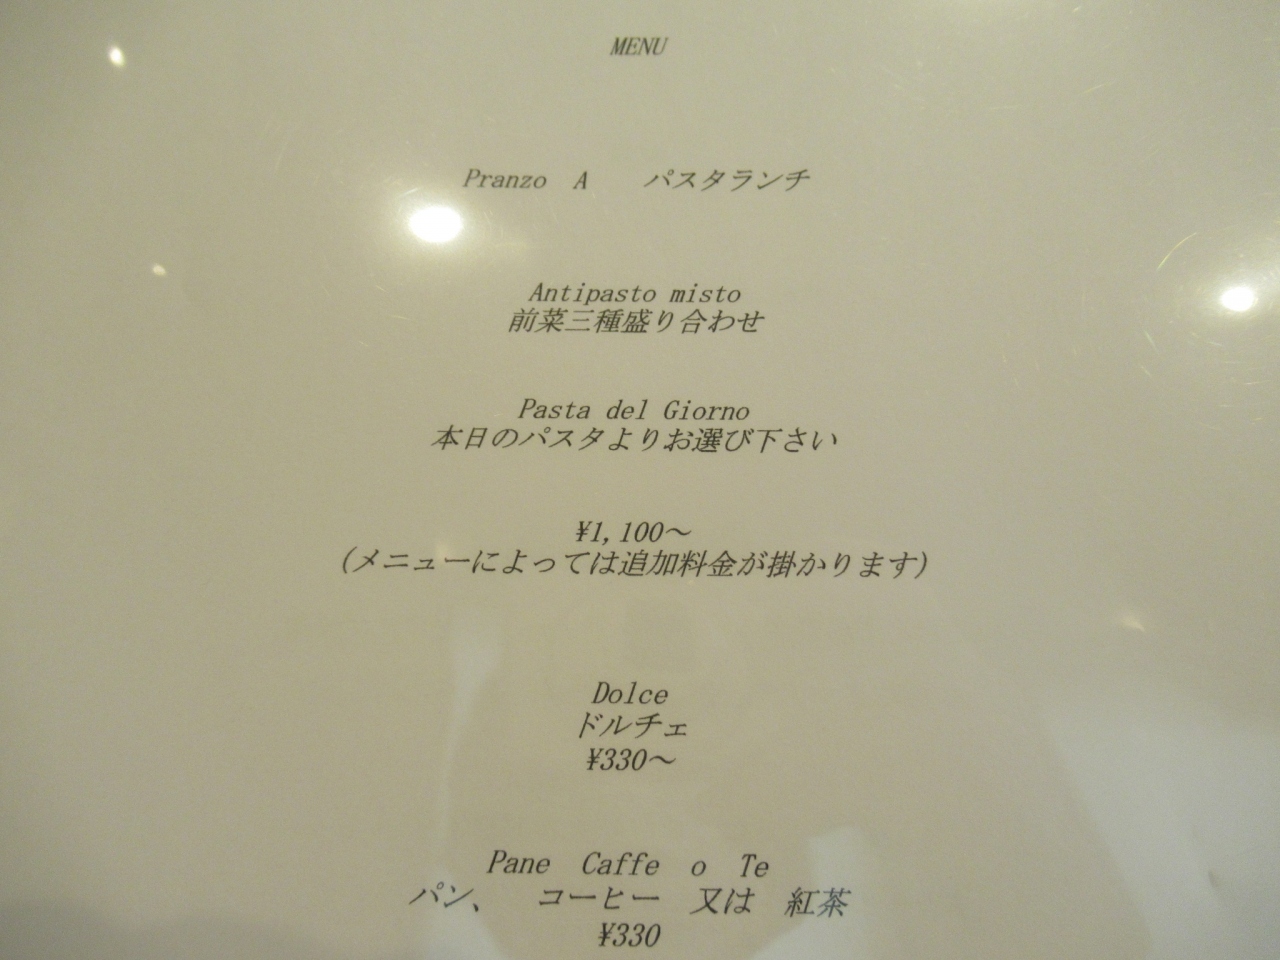 MENU
Pranzo A　パスタランチ
Antipasto misto
前菜三種盛り合わせ
Pasta del Giorno
本日のパスタよりお選び下さい
¥1,100～
(メニューによっては追加料金が掛かります)
Dolce
ドルチェ
¥330～
Pane Caffe o Te
パン、 コーヒー 又は 紅茶
¥330